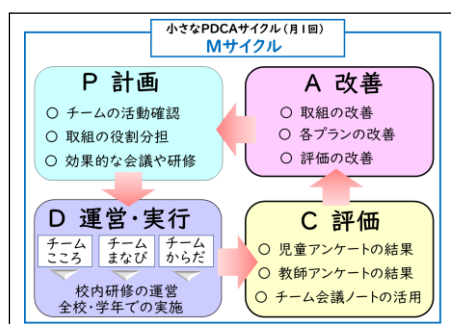 小さなPDCAサイクル(月1回)
Mサイクル
P 計画
○ チームの活動確認
○ 取組の役割分担
○ 効果的な会議や研修
A 改善
○ 取組の改善
○ 各プランの改善
○ 評価の改善
D 運営・実行
チーム
こころ
チーム
まなび
チーム
からだ
校内研修の運営
全校・学年での実施
C 評価
○ 児童アンケートの結果
○ 教師アンケートの結果
○ チーム会議ノートの活用